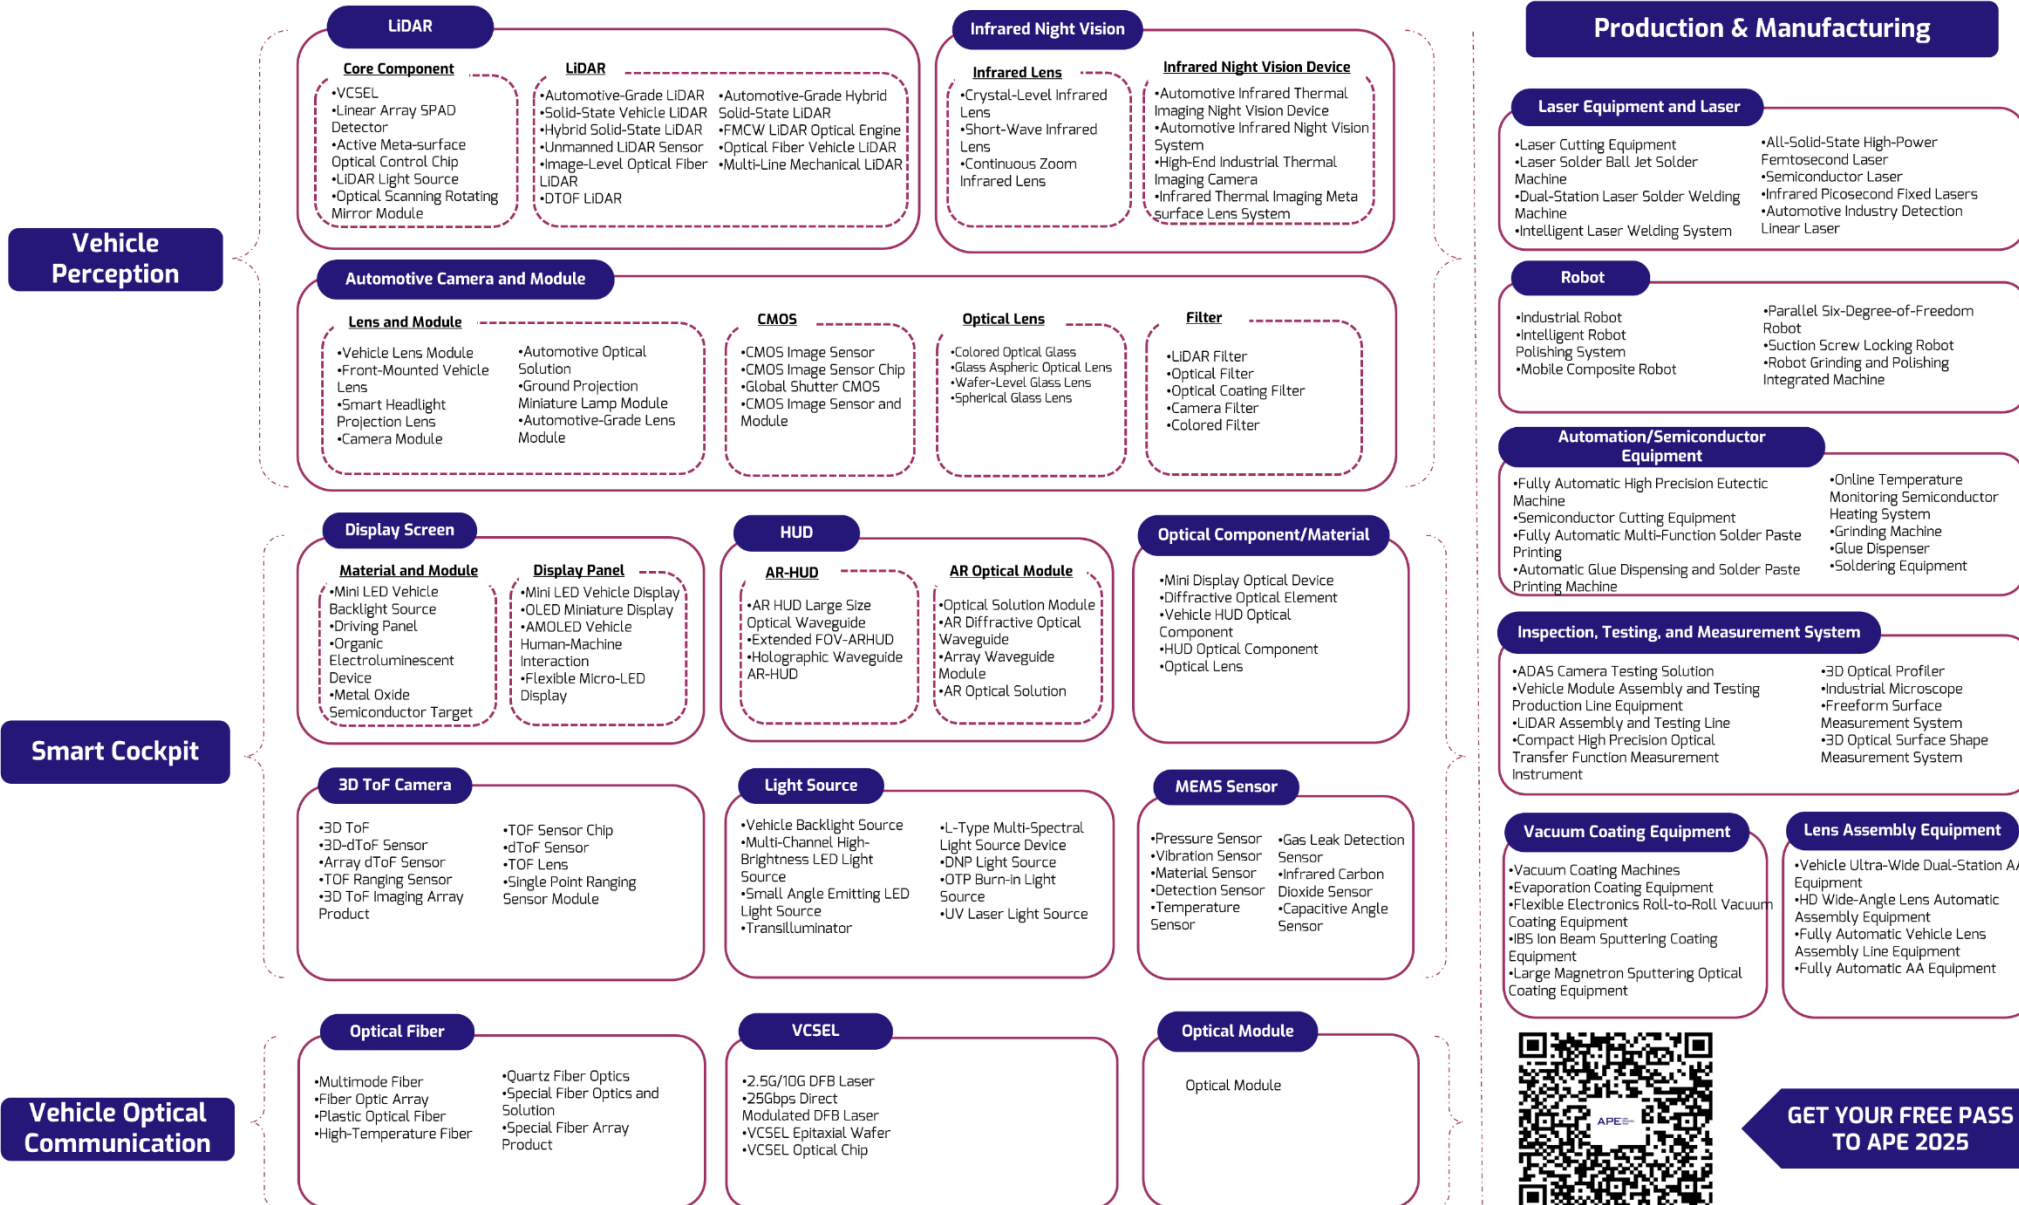 Vehicle
Perception
LiDAR
Core Component
•VCSEL
•Linear Array SPAD
Detector
•Active Meta-surface
Optical Control Chip
•LiDAR Light Source
•Optical Scanning Rotating
Mirror Module
LiDAR
•Automotive-Grade LiDAR
•Solid-State Vehicle LiDAR
•Hybrid Solid-State LiDAR
•Unmanned LiDAR Sensor
•Image-Level Optical Fiber
LiDAR
•DTOF LiDAR
•Automotive-Grade Hybrid
Solid-State LiDAR
•FMCW LiDAR Optical Engine
•Optical Fiber Vehicle LiDAR
•Multi-Line Mechanical LiDAR
Infrared Night Vision
Infrared Lens
•Crystal-Level Infrared
Lens
•Short-Wave Infrared
Lens
•Continuous Zoom
Infrared Lens
Infrared Night Vision Device
•Automotive Infrared Thermal
Imaging Night Vision Device
•Automotive Infrared Night Vision
System
•High-End Industrial Thermal
Imaging Camera
•Infrared Thermal Imaging Meta
surface Lens System
Automotive Camera and Module
Lens and Module
•Vehicle Lens Module
•Front-Mounted Vehicle
Lens
•Smart Headlight
Projection Lens
•Camera Module
•Automotive Optical
Solution
•Ground Projection
Miniature Lamp Module
•Automotive-Grade Lens
Module
CMOS
•CMOS Image Sensor
•CMOS Image Sensor Chip
•Global Shutter CMOS
•CMOS Image Sensor and
Module
Optical Lens
•Colored Optical Glass
•Glass Aspheric Optical Lens
•Wafer-Level Glass Lens
•Spherical Glass Lens
Filter
•LiDAR Filter
•Optical Filter
•Optical Coating Filter
•Camera Filter
•Colored Filter
Smart Cockpit
Display Screen
Material and Module
•Mini LED Vehicle
Backlight Source
•Driving Panel
•Organic
Electroluminescent
Device
•Metal Oxide
Semiconductor Target
Display Panel
•Mini LED Vehicle Display
•OLED Miniature Display
•AMOLED Vehicle
Human-Machine
Interaction
•Flexible Micro-LED
Display
HUD
AR-HUD
•AR HUD Large Size
Optical Waveguide
•Extended FOV-ARHUD
•Holographic Waveguide
AR-HUD
AR Optical Module
•Optical Solution Module
•AR Diffractive Optical
Waveguide
•Array Waveguide
Module
•AR Optical Solution
Optical Component/Material
•Mini Display Optical Device
•Diffractive Optical Element
•Vehicle HUD Optical
Component
•HUD Optical Component
•Optical Lens
3D ToF Camera
•3D ToF
•3D-dToF Sensor
•Array dToF Sensor
•TOF Ranging Sensor
•3D ToF Imaging Array
Product
•TOF Sensor Chip
•dToF Sensor
•TOF Lens
•Single Point Ranging
Sensor Module
Light Source
•Vehicle Backlight Source
•Multi-Channel High-
Brightness LED Light
Source
•Small Angle Emitting LED
Light Source
•Transilluminator
•L-Type Multi-Spectral
Light Source Device
•DNP Light Source
•OTP Burn-in Light
Source
•UV Laser Light Source
MEMS Sensor
•Pressure Sensor
•Vibration Sensor
•Material Sensor
•Detection Sensor
•Temperature
Sensor
•Gas Leak Detection
Sensor
•Infrared Carbon
Dioxide Sensor
•Capacitive Angle
Sensor
Vehicle Optical
Communication
Optical Fiber
•Multimode Fiber
•Fiber Optic Array
•Plastic Optical Fiber
•High-Temperature Fiber
•Quartz Fiber Optics
•Special Fiber Optics and
Solution
•Special Fiber Array
Product
VCSEL
•2.5G/10G DFB Laser
•25Gbps Direct
Modulated DFB Laser
•VCSEL Epitaxial Wafer
•VCSEL Optical Chip
Optical Module
Optical Module
Production & Manufacturing
Laser Equipment and Laser
•Laser Cutting Equipment
•Laser Solder Ball Jet Solder
Machine
•Dual-Station Laser Solder Welding
Machine
•Intelligent Laser Welding System
•All-Solid-State High-Power
Femtosecond Laser
•Semiconductor Laser
•Infrared Picosecond Fixed Lasers
•Automotive Industry Detection
Linear Laser
Robot
•Industrial Robot
•Intelligent Robot
Polishing System
•Mobile Composite Robot
•Parallel Six-Degree-of-Freedom
Robot
•Suction Screw Locking Robot
•Robot Grinding and Polishing
Integrated Machine
Automation/Semiconductor
Equipment
•Fully Automatic High Precision Eutectic
Machine
•Semiconductor Cutting Equipment
•Fully Automatic Multi-Function Solder Paste
Printing
•Automatic Glue Dispensing and Solder Paste
Printing Machine
•Online Temperature
Monitoring Semiconductor
Heating System
•Grinding Machine
•Glue Dispenser
•Soldering Equipment
Inspection, Testing, and Measurement System
•ADAS Camera Testing Solution
•Vehicle Module Assembly and Testing
Production Line Equipment
•LiDAR Assembly and Testing Line
•Compact High Precision Optical
Transfer Function Measurement
Instrument
•3D Optical Profiler
•Industrial Microscope
•Freeform Surface
Measurement System
•3D Optical Surface Shape
Measurement System
Vacuum Coating Equipment
•Vacuum Coating Machines
•Evaporation Coating Equipment
•Flexible Electronics Roll-to-Roll Vacuum
Coating Equipment
•IBS Ion Beam Sputtering Coating
Equipment
•Large Magnetron Sputtering Optical
Coating Equipment
Lens Assembly Equipment
•Vehicle Ultra-Wide Dual-Station AA
Equipment
•HD Wide-Angle Lens Automatic
Assembly Equipment
•Fully Automatic Vehicle Lens
Assembly Line Equipment
•Fully Automatic AA Equipment
APE
GET YOUR FREE PASS
TO APE 2025